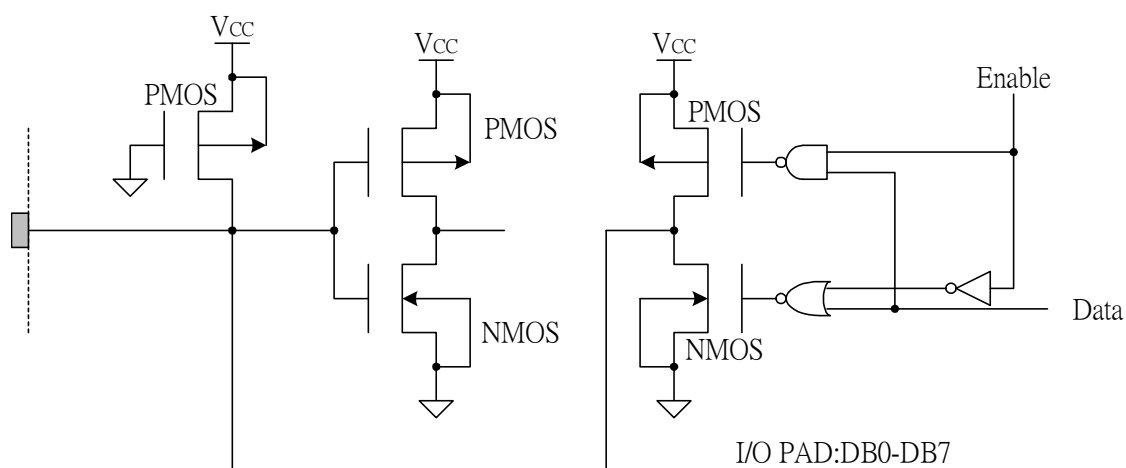 VCC
VCC
VCC
PMOS
PMOS
PMOS
Enable
NMOS
NMOS
Data
I/O PAD:DB0-DB7